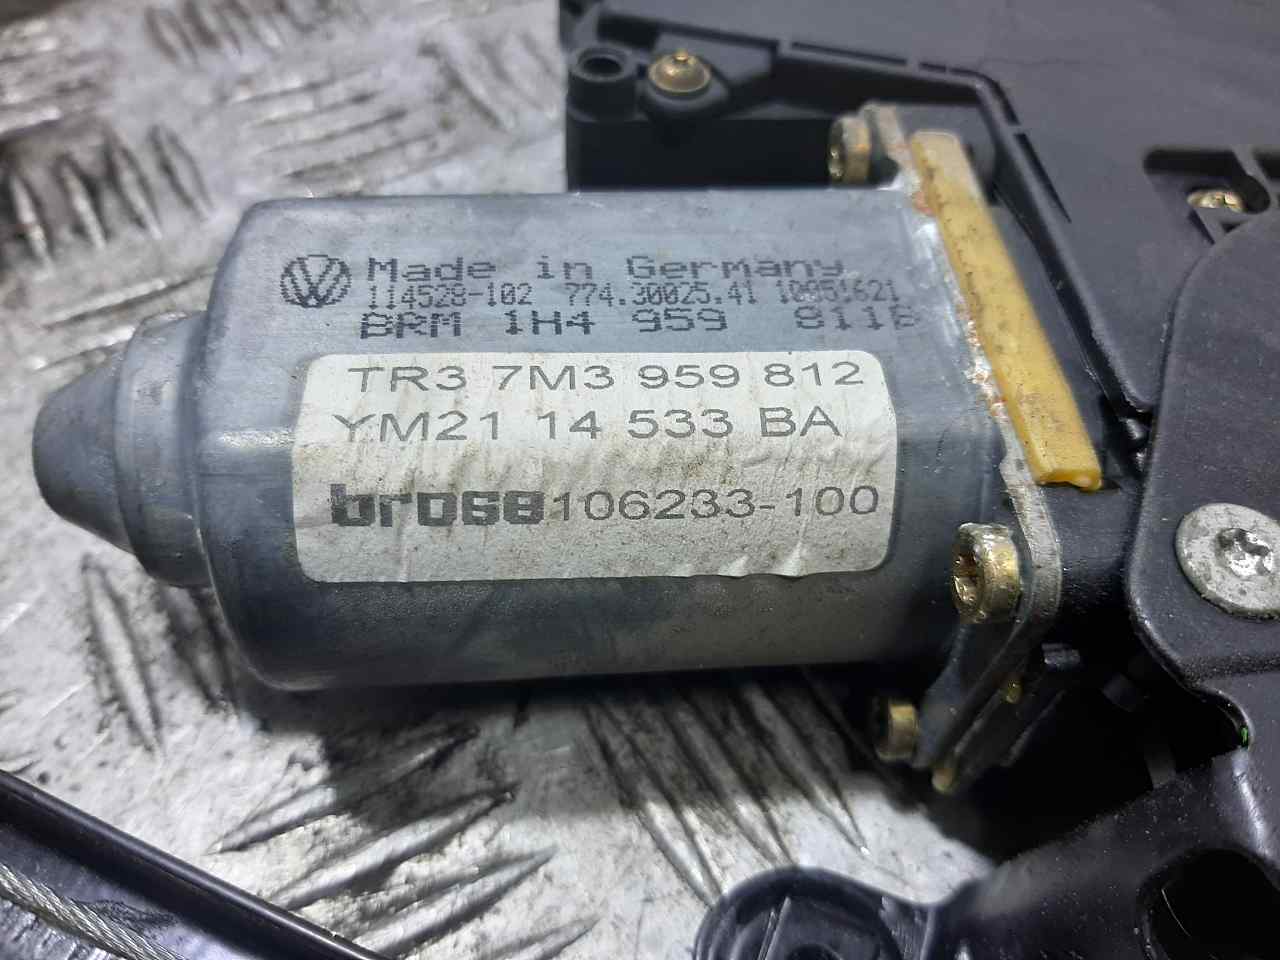 Made in Germany
114528-102 774.30025.41 10851621
BRM 1H4 959 811B
TR3 7M3 959 812
YM21 14 533 BA
brose 106233-100